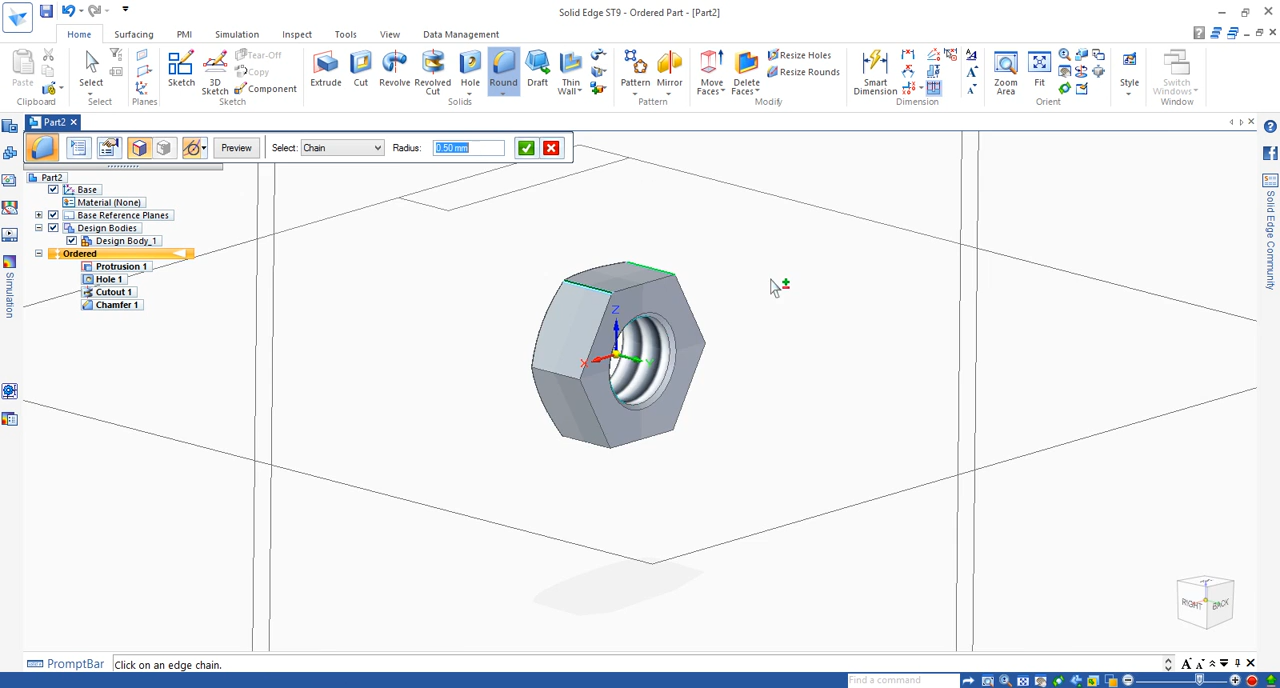 Solid Edge ST9 - Ordered Part - [Part2]
Home Surfacing PMI Simulation Inspect Tools View Data Management
Paste Select Sketch 3D Sketch Tear-Off Copy Component Extrude Cut Revolve Revolved Cut Hole Round Draft Thin Wall Pattern Mirror Move Faces Delete Faces Resize Holes Resize Rounds Smart Dimension Zoom Area Fit Style Switch Windows
Clipboard Select Planes Sketch Solids Pattern Modify Dimension Orient Window
Part2
Preview Select: Chain Radius: 0.50 mm
Part2
Base
Material (None)
Base Reference Planes
Design Bodies
Design Body_1
Ordered
Protrusion 1
Hole 1
Cutout 1
Chamfer 1
Simulation
Solid Edge Community
Z
X
Y
RIGHT BACK
PromptBar Click on an edge chain.
Find a command